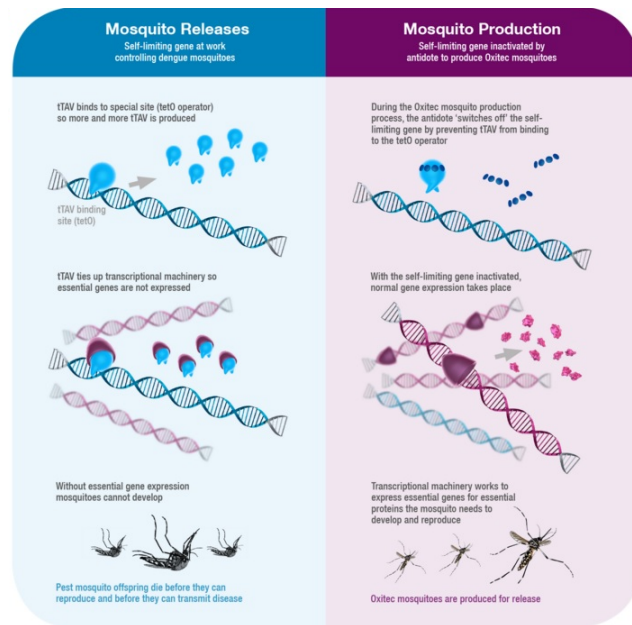 Mosquito Releases
Self-limiting gene at work
controlling dengue mosquitoes
tTAV binds to special site (tetO operator)
so more and more tTAV is produced
tTAV binding
site (tetO)
tTAV ties up transcriptional machinery so
essential genes are not expressed
Without essential gene expression
mosquitoes cannot develop
Pest mosquito offspring die before they can
reproduce and before they can transmit disease
Mosquito Production
Self-limiting gene inactivated by
antidote to produce Oxitec mosquitoes
During the Oxitec mosquito production
process, the antidote 'switches off' the self-
limiting gene by preventing tTAV from binding
to the tetO operator
With the self-limiting gene inactivated,
normal gene expression takes place
Transcriptional machinery works to
express essential genes for essential
proteins the mosquito needs to
develop and reproduce
Oxitec mosquitoes are produced for release